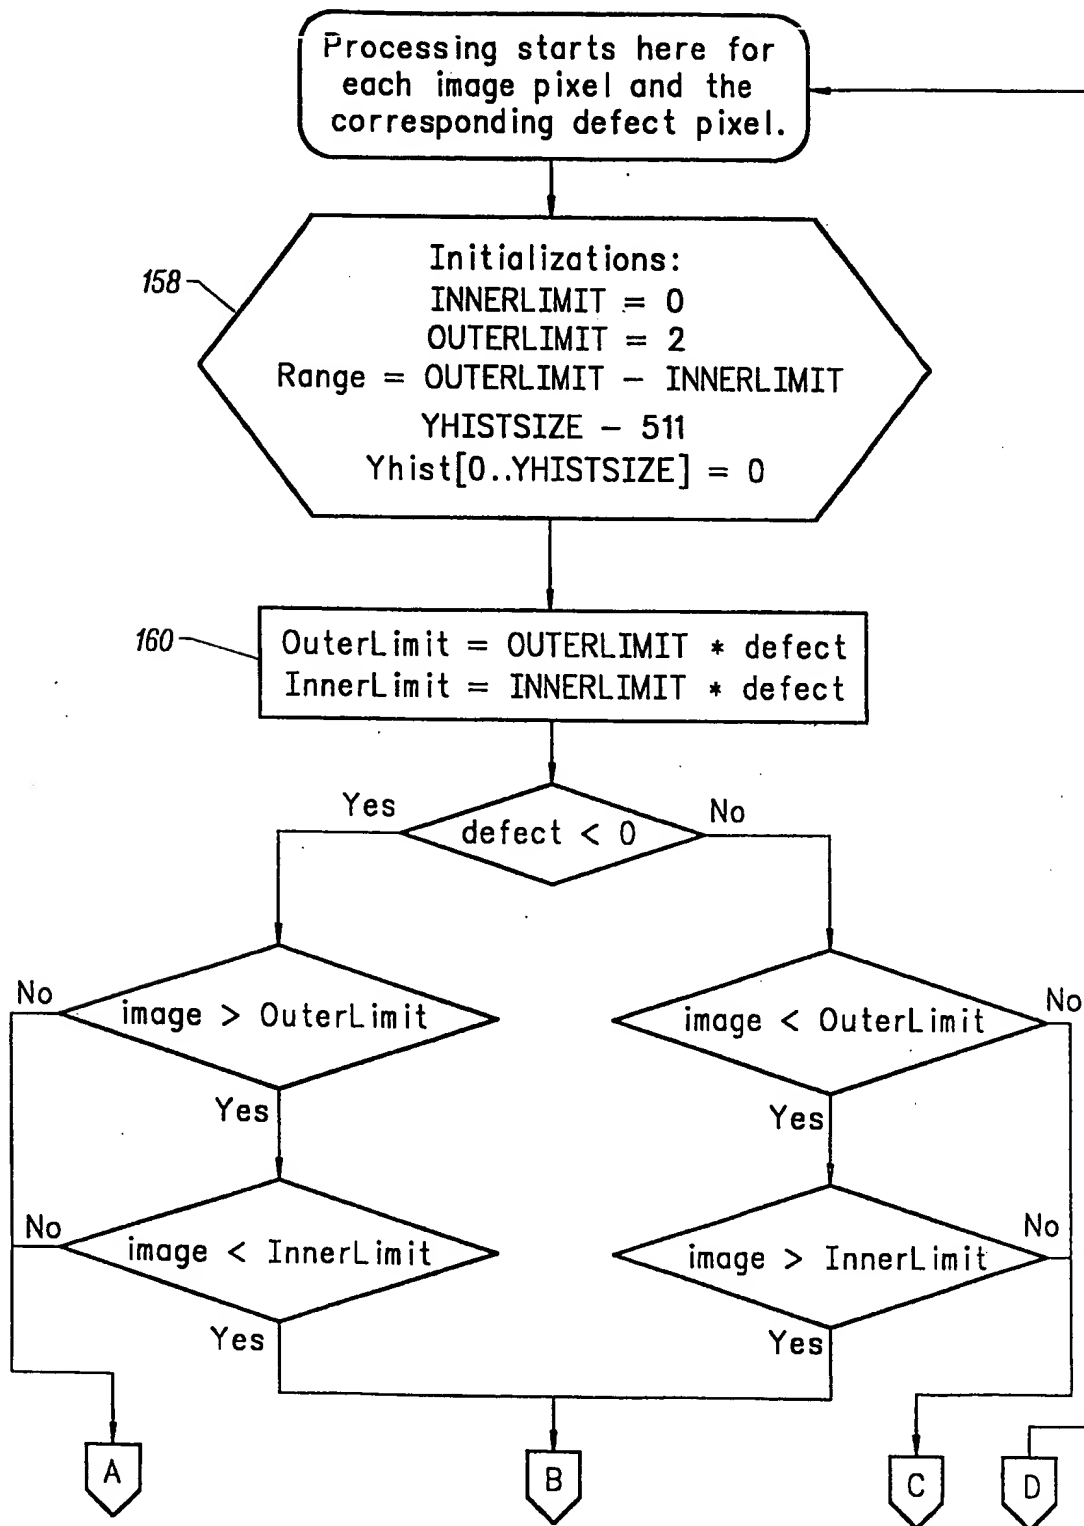 Processing starts here for
each image pixel and the
corresponding defect pixel.
158
Initializations:
INNERLIMIT = 0
OUTERLIMIT = 2
Range = OUTERLIMIT - INNERLIMIT
YHISTSIZE - 511
Yhist[0..YHISTSIZE] = 0
160
OuterLimit = OUTERLIMIT * defect
InnerLimit = INNERLIMIT * defect
Yes
defect < 0
No
No
image > OuterLimit
Yes
image < OuterLimit
No
Yes
No
image < InnerLimit
Yes
image > InnerLimit
No
Yes
A
B
C
D